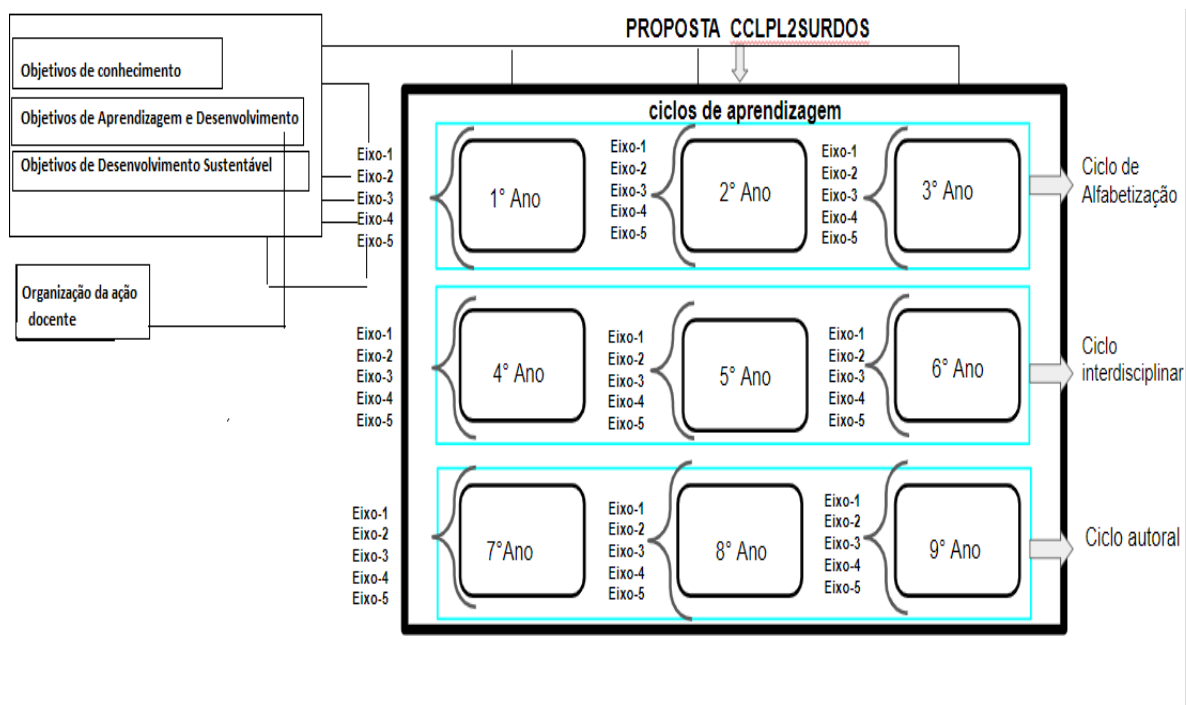 PROPOSTA CCLPL2SURDOS
Objetivos de conhecimento
Objetivos de Aprendizagem e Desenvolvimento
Objetivos de Desenvolvimento Sustentável
Organização da ação
docente
ciclos de aprendizagem
Eixo-1
Eixo-2
Eixo-3
Eixo-4
Eixo-5
1° Ano
Eixo-1
Eixo-2
Eixo-3
Eixo-4
Eixo-5
2° Ano
Eixo-1
Eixo-2
Eixo-3
Eixo-4
Eixo-5
3° Ano
Ciclo de
Alfabetização
Eixo-1
Eixo-2
Eixo-3
Eixo-4
Eixo-5
4° Ano
Eixo-1
Eixo-2
Eixo-3
Eixo-4
Eixo-5
5° Ano
Eixo-1
Eixo-2
Eixo-3
Eixo-4
Eixo-5
6° Ano
Ciclo
interdisciplinar
Eixo-1
Eixo-2
Eixo-3
Eixo-4
Eixo-5
7°Ano
Eixo-1
Eixo-2
Eixo-3
Eixo-4
Eixo-5
8° Ano
Eixo-1
Eixo-2
Eixo-3
Eixo-4
Eixo-5
9° Ano
Ciclo autoral